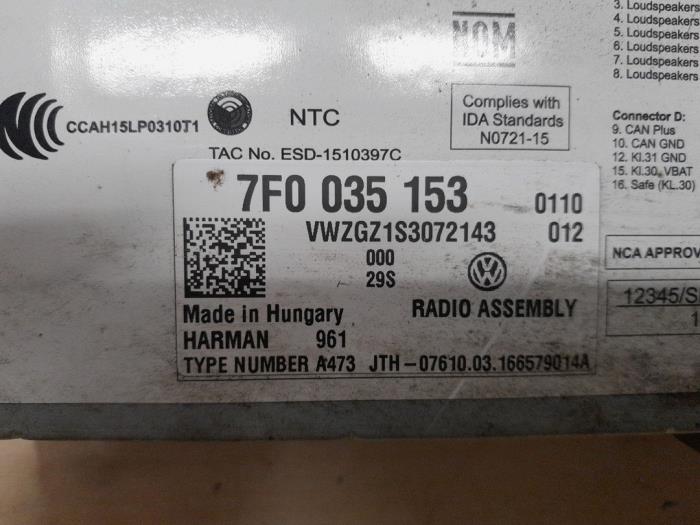 3. Loudspeakers
4. Loudspeakers
5. Loudspeakers
6. Loudspeakers
7. Loudspeakers
8. Loudspeakers
NOM
Complies with
IDA Standards
N0721-15
CCAH15LP0310T1
NTC
TAC No. ESD-1510397C
Connector D:
9. CAN Plus
10. CAN GND
12. Kl.31 GND
15. Kl.30, VBAT
16. Safe (KL.30)
7F0 035 153 0110
VWZGZ1S3072143 012
000
29S
Made in Hungary RADIO ASSEMBLY
HARMAN 961
TYPE NUMBER A473 JTH-07610.03.166579014A
NCA APPROV
12345/S